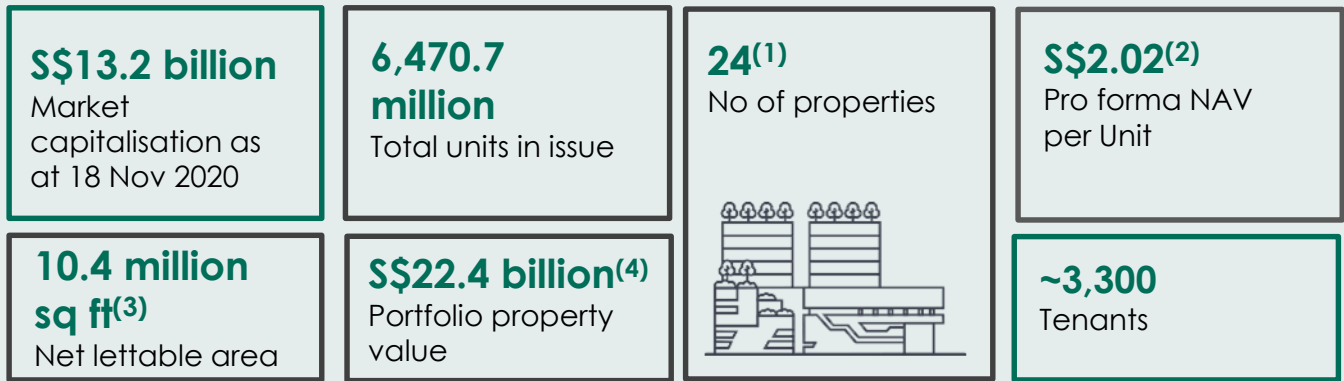 S$13.2 billion
Market
capitalisation as
at 18 Nov 2020
6,470.7
million
Total units in issue
24(1)
No of properties
S$2.02(2)
Pro forma NAV
per Unit
10.4 million
sq ft(3)
Net lettable area
S$22.4 billion(4)
Portfolio property
value
~3,300
Tenants